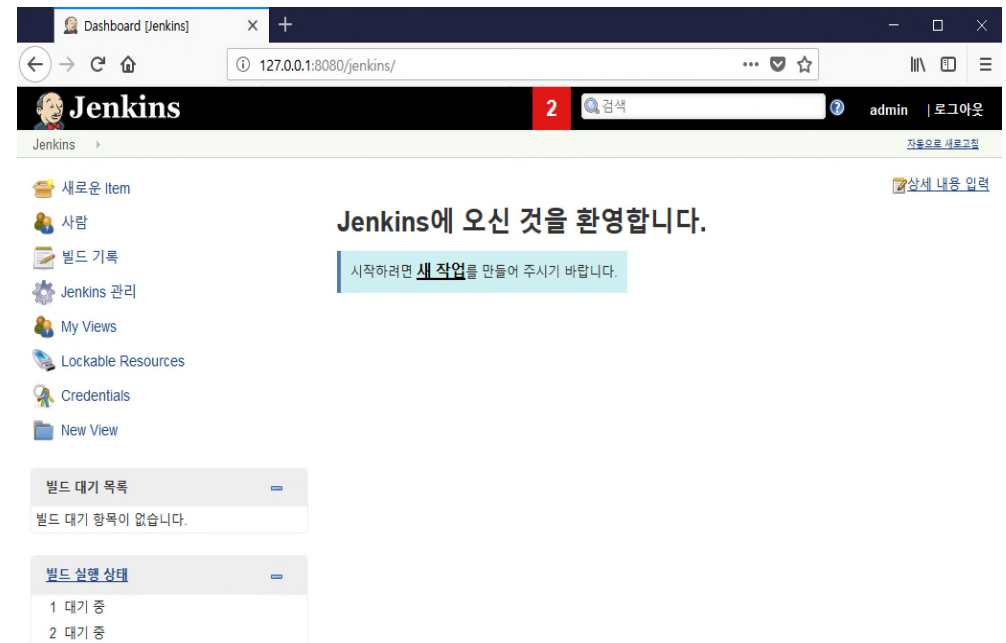 Dashboard [Jenkins]
127.0.0.1:8080/jenkins/
Jenkins
2
검색
admin
| 로그아웃
Jenkins
자동으로 새로고침
새로운 Item
사람
빌드 기록
Jenkins 관리
My Views
Lockable Resources
Credentials
New View
상세 내용 입력
Jenkins에 오신 것을 환영합니다.
시작하려면 새 작업를 만들어 주시기 바랍니다.
빌드 대기 목록
빌드 대기 항목이 없습니다.
빌드 실행 상태
1 대기 중
2 대기 중